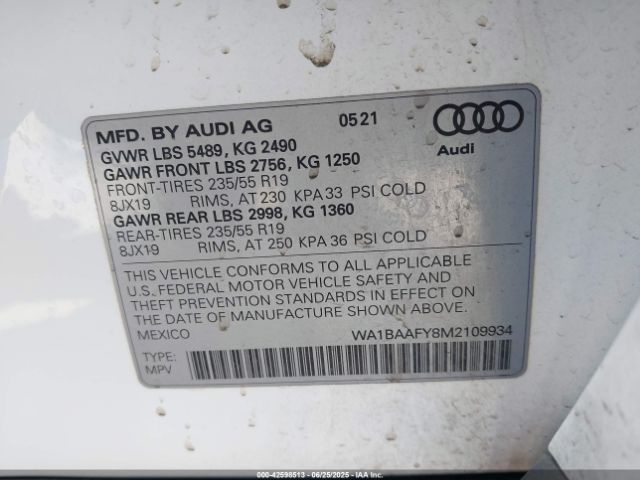 MFD. BY AUDI AG 05 21
GVWR LBS 5489, KG 2490
GAWR FRONT LBS 2756, KG 1250
FRONT-TIRES 235/55 R19
8JX19 RIMS, AT 230 KPA 33 PSI COLD
GAWR REAR LBS 2998, KG 1360
REAR-TIRES 235/55 R19
8JX19 RIMS, AT 250 KPA 36 PSI COLD
Audi
THIS VEHICLE CONFORMS TO ALL APPLICABLE
U.S. FEDERAL MOTOR VEHICLE SAFETY AND
THEFT PREVENTION STANDARDS IN EFFECT ON
THE DATE OF MANUFACTURE SHOWN ABOVE.
MEXICO WA1BAAFY8M2109934
TYPE:
MPV
000-42598513 - 06/25/2025 - IAA